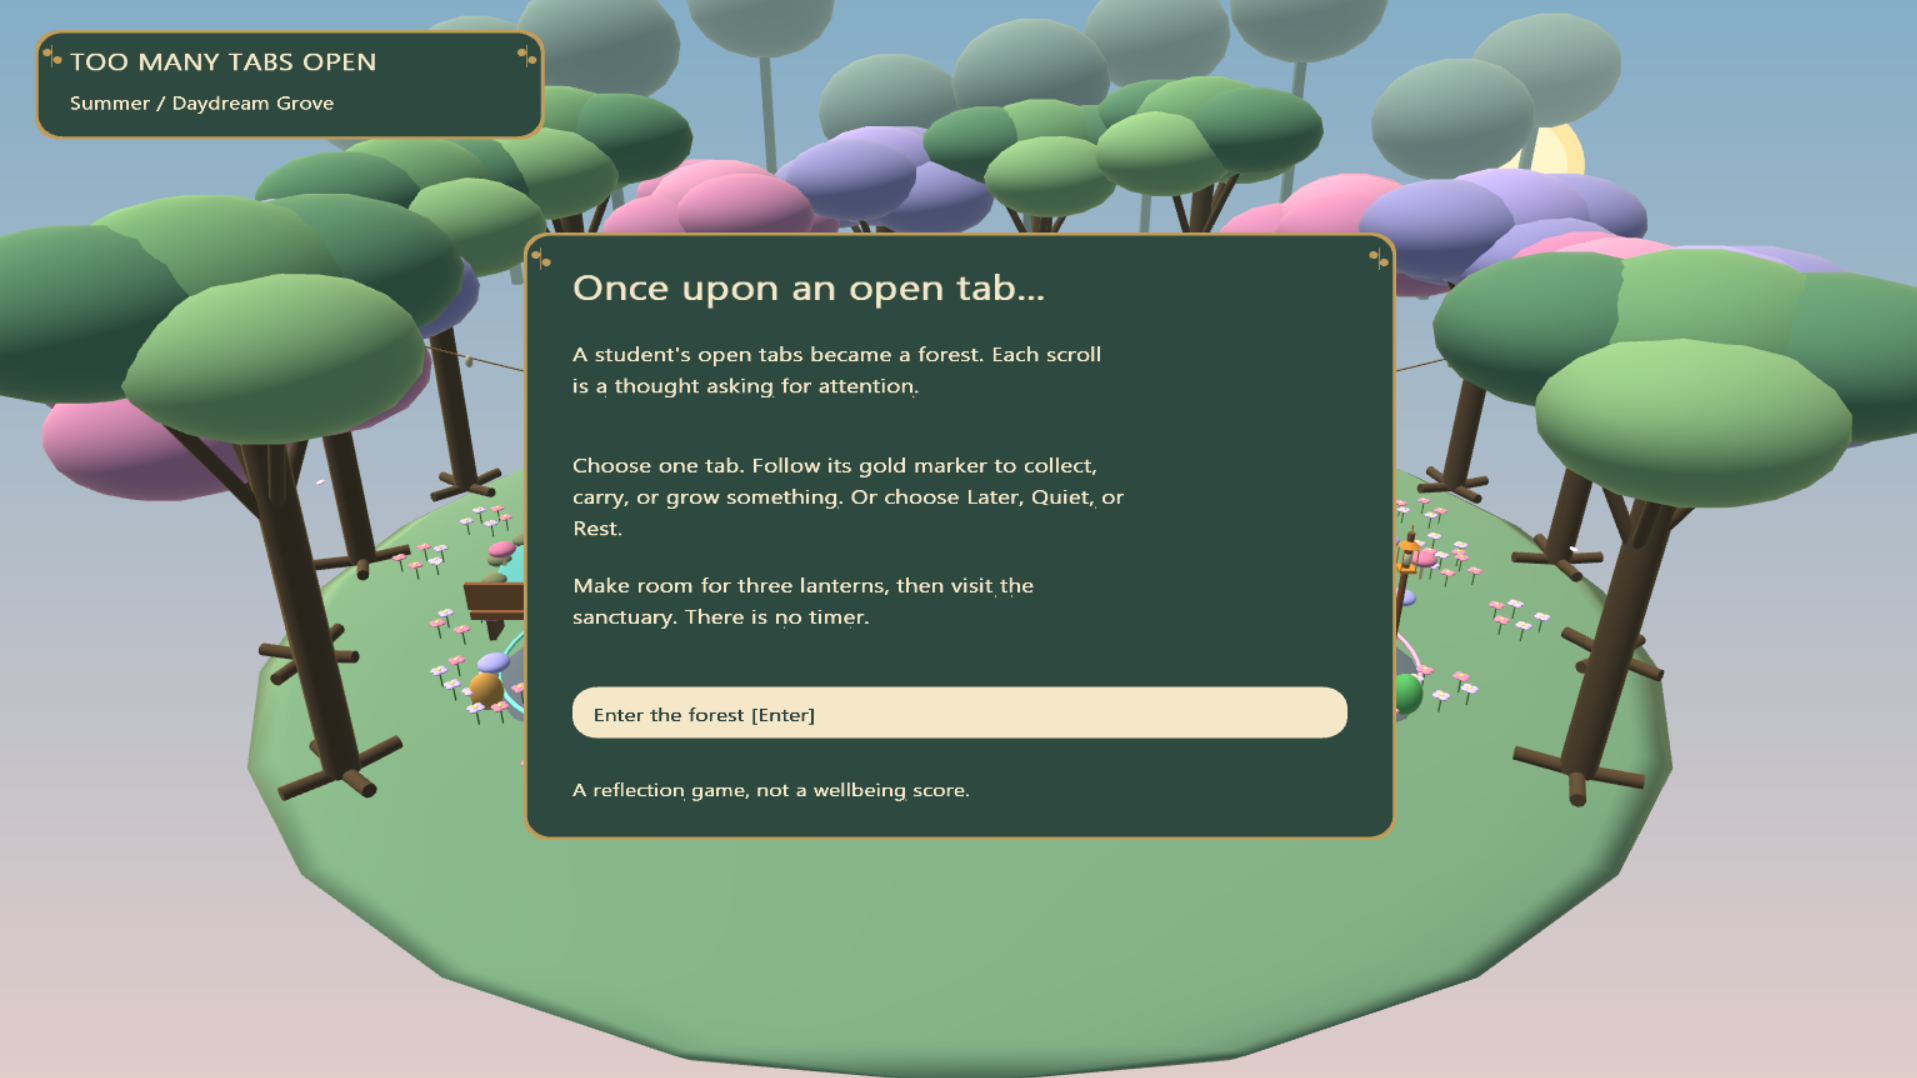 TOO MANY TABS OPEN
Summer / Daydream Grove
Once upon an open tab...
A student's open tabs became a forest. Each scroll
is a thought asking for attention.
Choose one tab. Follow its gold marker to collect,
carry, or grow something. Or choose Later, Quiet, or
Rest.
Make room for three lanterns, then visit the
sanctuary. There is no timer.
Enter the forest [Enter]
A reflection game, not a wellbeing score.